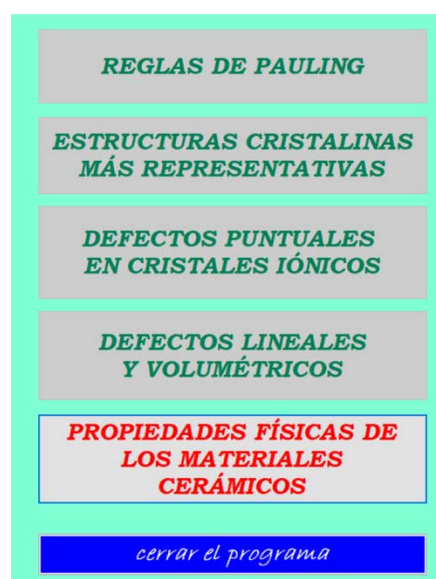 REGLAS DE PAULING
ESTRUCTURAS CRISTALINAS
MÁS REPRESENTATIVAS
DEFECTOS PUNTUALES
EN CRISTALES IÓNICOS
DEFECTOS LINEALES
Y VOLUMÉTRICOS
PROPIEDADES FÍSICAS DE
LOS MATERIALES
CERÁMICOS
cerrar el programa